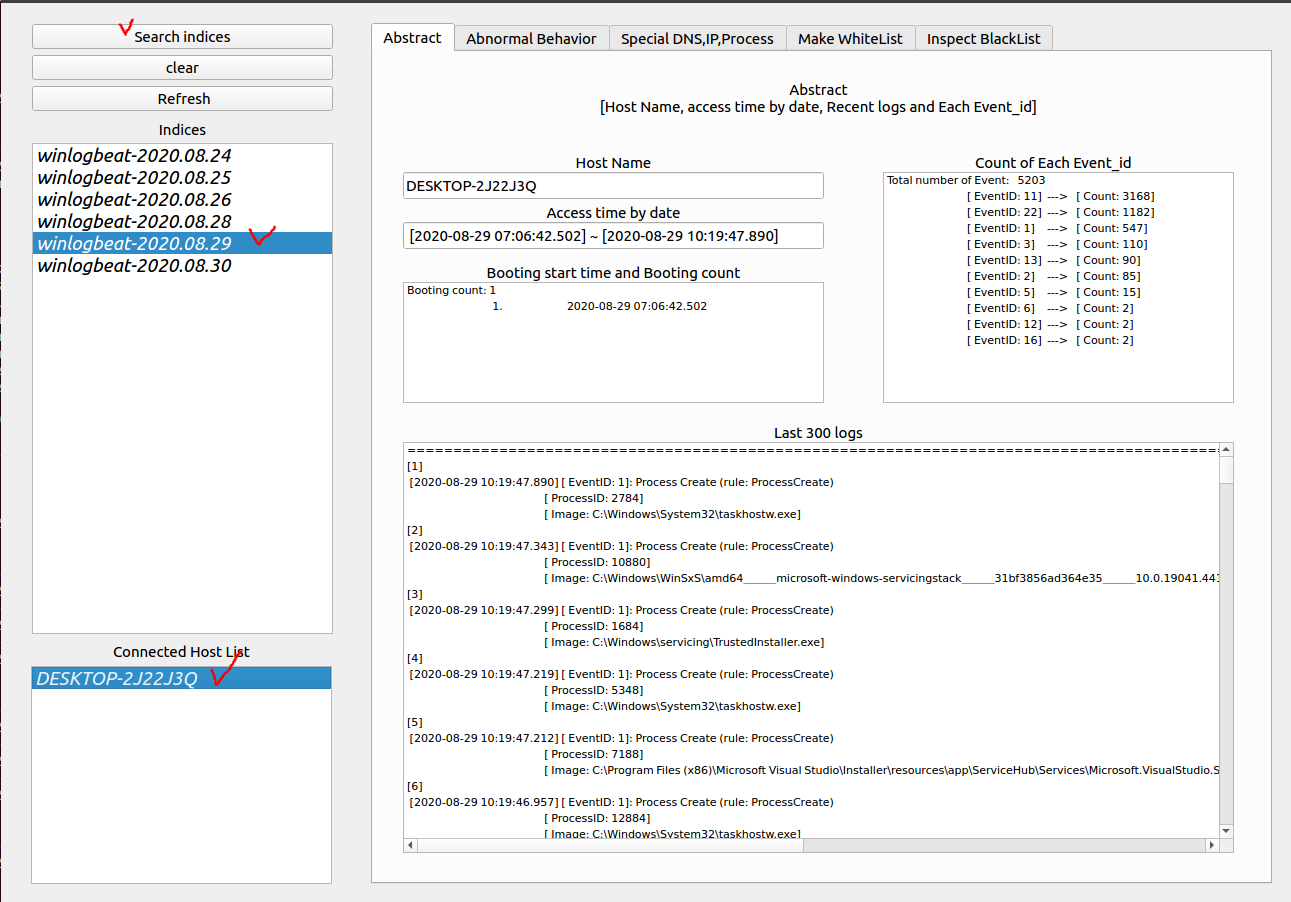 Search indices
clear
Refresh
Indices
winlogbeat-2020.08.24
winlogbeat-2020.08.25
winlogbeat-2020.08.26
winlogbeat-2020.08.28
winlogbeat-2020.08.29
winlogbeat-2020.08.30
Connected Host List
DESKTOP-2J22J3Q
Abstract Abnormal Behavior Special DNS,IP,Process Make WhiteList Inspect BlackList
Abstract
[Host Name, access time by date, Recent logs and Each Event_id]
Host Name
DESKTOP-2J22J3Q
Access time by date
[2020-08-29 07:06:42.502] ~ [2020-08-29 10:19:47.890]
Booting start time and Booting count
Booting count: 1
1. 2020-08-29 07:06:42.502
Count of Each Event_id
Total number of Event: 5203
[ EventID: 11] ---> [ Count: 3168]
[ EventID: 22] ---> [ Count: 1182]
[ EventID: 1] ---> [ Count: 547]
[ EventID: 3] ---> [ Count: 110]
[ EventID: 13] ---> [ Count: 90]
[ EventID: 2] ---> [ Count: 85]
[ EventID: 5] ---> [ Count: 15]
[ EventID: 6] ---> [ Count: 2]
[ EventID: 12] ---> [ Count: 2]
[ EventID: 16] ---> [ Count: 2]
Last 300 logs
[1]
[2020-08-29 10:19:47.890] [ EventID: 1]: Process Create (rule: ProcessCreate)
[ ProcessID: 2784]
[ Image: C:\Windows\System32\taskhostw.exe]
[2]
[2020-08-29 10:19:47.343] [ EventID: 1]: Process Create (rule: ProcessCreate)
[ ProcessID: 10880]
[ Image: C:\Windows\WinSxS\amd64______microsoft-windows-servicingstack______31bf3856ad364e35______10.0.19041.441
[3]
[2020-08-29 10:19:47.299] [ EventID: 1]: Process Create (rule: ProcessCreate)
[ ProcessID: 1684]
[ Image: C:\Windows\servicing\TrustedInstaller.exe]
[4]
[2020-08-29 10:19:47.219] [ EventID: 1]: Process Create (rule: ProcessCreate)
[ ProcessID: 5348]
[ Image: C:\Windows\System32\taskhostw.exe]
[5]
[2020-08-29 10:19:47.212] [ EventID: 1]: Process Create (rule: ProcessCreate)
[ ProcessID: 7188]
[ Image: C:\Program Files (x86)\Microsoft Visual Studio\Installer\resources\app\ServiceHub\Services\Microsoft.VisualStudio.S
[6]
[2020-08-29 10:19:46.957] [ EventID: 1]: Process Create (rule: ProcessCreate)
[ ProcessID: 12884]
[ Image: C:\Windows\System32\taskhostw.exe]